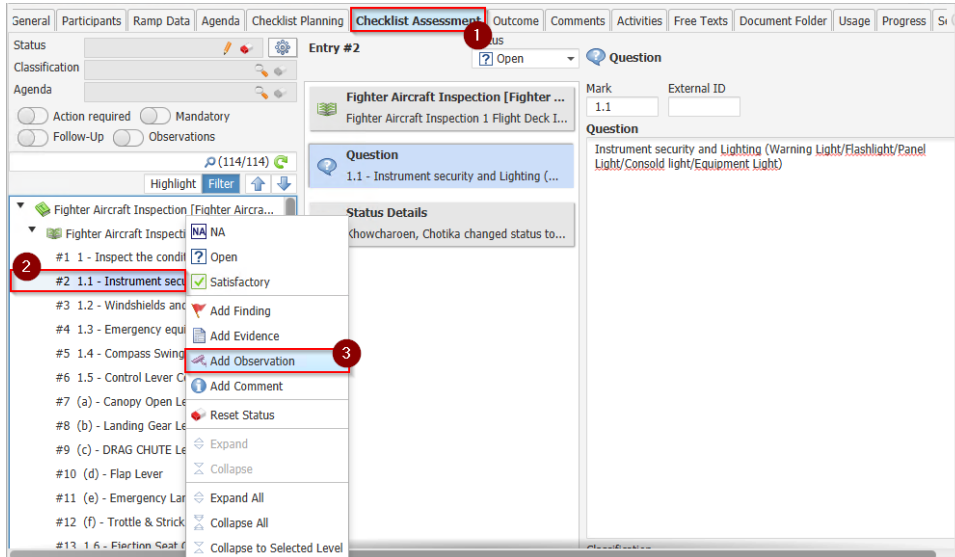 General Participants Ramp Data Agenda Checklist Planning Checklist Assessment Outcome Comments Activities Free Texts Document Folder Usage Progress
1
Status
Classification
Agenda
Action required Mandatory
Follow-Up Observations
(114/114)
Highlight Filter
Fighter Aircraft Inspection [Fighter Aircra...
Fighter Aircraft Inspecti
#1 1 - Inspect the condit
2
#2 1.1 - Instrument secu
#3 1.2 - Windshields and
#4 1.3 - Emergency equi
#5 1.4 - Compass Swing
#6 1.5 - Control Lever C
#7 (a) - Canopy Open Le
#8 (b) - Landing Gear Le
#9 (c) - DRAG CHUTE Le
#10 (d) - Flap Lever
#11 (e) - Emergency Lan
#12 (f) - Trottle & Strick
#13 1.6 - Ejection Seat
NA NA
? Open
Satisfactory
Add Finding
Add Evidence
Add Observation
3
Add Comment
Reset Status
Expand
Collapse
Expand All
Collapse All
Collapse to Selected Level
Entry #2
? Open
Fighter Aircraft Inspection [Fighter ...
Fighter Aircraft Inspection 1 Flight Deck I...
Question
1.1 - Instrument security and Lighting (...
Status Details
Khowcharoen, Chotika changed status to...
Question
Mark External ID
1.1
Question
Instrument security and Lighting (Warning Light/Flashlight/Panel
Light/Consold light/Equipment Light)